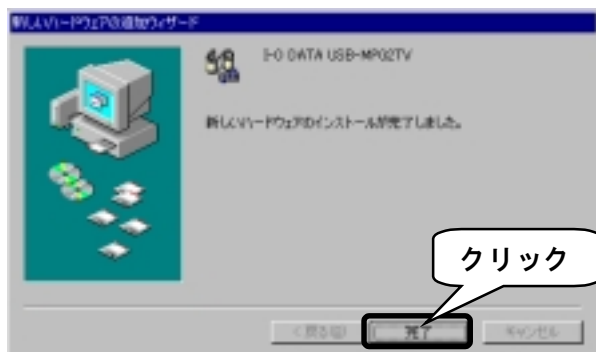 新しいハードウェアの追加ウィザード
I-O DATA USB-MPG2TV
新しいハードウェアのインストールが完了しました。
クリック
< 戻る(B)
完了
キャンセル